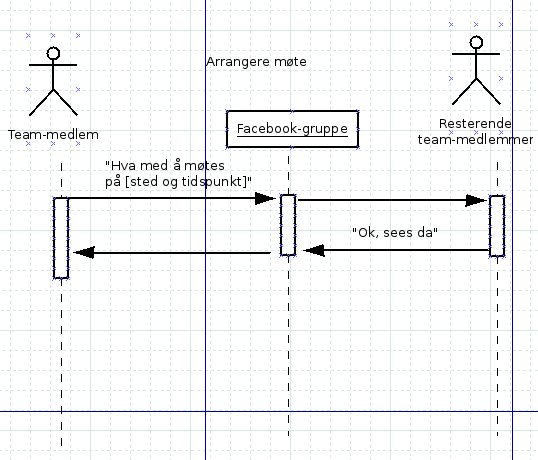 Arrangere møte
Team-medlem
Facebook-gruppe
Resterende
team-medlemmer
"Hva med å møtes
på [sted og tidspunkt]"
"Ok, sees da"